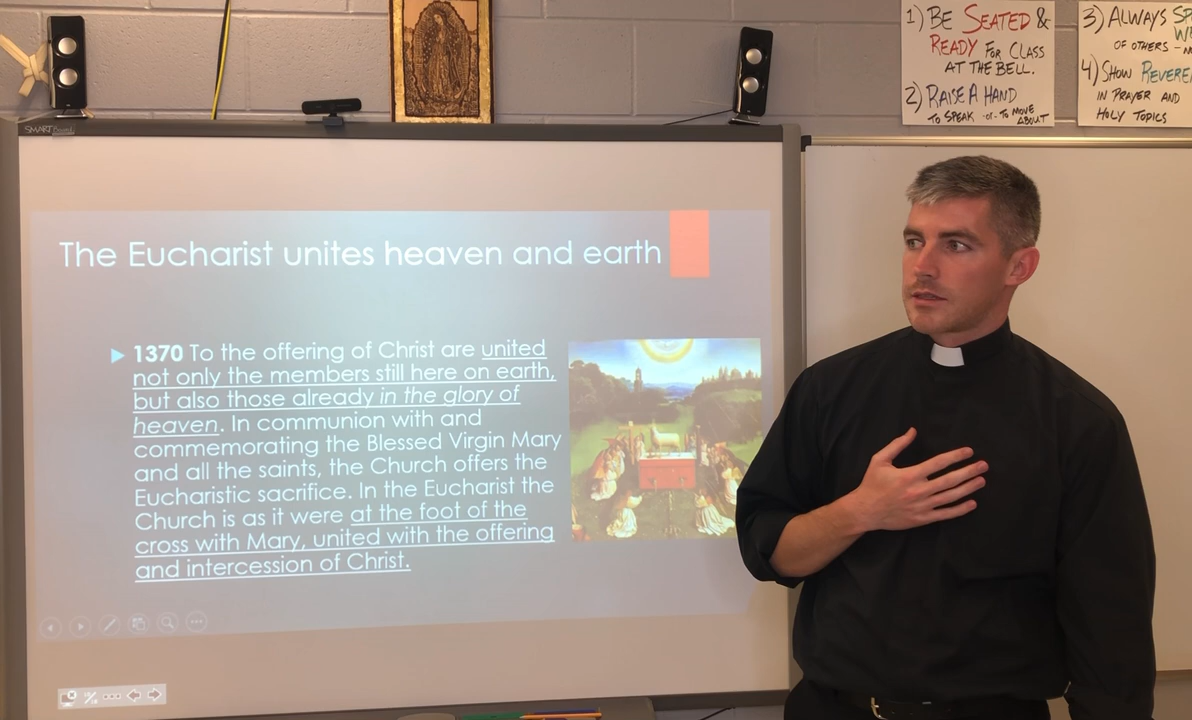 1) BE SEATED &
READY FOR CLASS
AT THE BELL.
2) RAISE A HAND
TO SPEAK -or- TO MOVE
ABOUT
3) ALWAYS
OF OTHERS
4) SHOW
IN PRAYER AND
HOLY TOPICS
SMART Board
The Eucharist unites heaven and earth
1370 To the offering of Christ are united
not only the members still here on earth,
but also those already in the glory of
heaven. In communion with and
commemorating the Blessed Virgin Mary
and all the saints, the Church offers the
Eucharistic sacrifice. In the Eucharist the
Church is as it were at the foot of the
cross with Mary, united with the offering
and intercession of Christ.